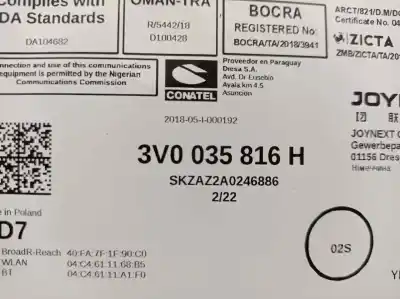 complies with
DA Standards
DA104682
OMAN-TRA
R/5442/18
D100428
BOCRA
REGISTERED No:
BOCRA/TA/2018/3941
ARCT/821/D.M/D
Certificate No. 04
ZICTA
ZMB/ZICTA/TA/20
nnection and use of this communications
equipment is permitted by the Nigerian
Communications Commission
CONATEL
Proveedor en Paraguay
Diesa S.A.
Avd. Dr Eusebio
Ayala km 4.5
Asunción
2018-05-I-000192
JOYNEXT
JOYNEXT G
Gewerbepa
01156 Dres
3V0 035 816 H
SKZAZ2A0246886
2/22
e in Poland
D7
BroadR-Reach 40:FA:7F:1F:90:C0
WLAN 04:C4:61:11:68:B5
BT 04:C4:61:11:A1:F0
02S